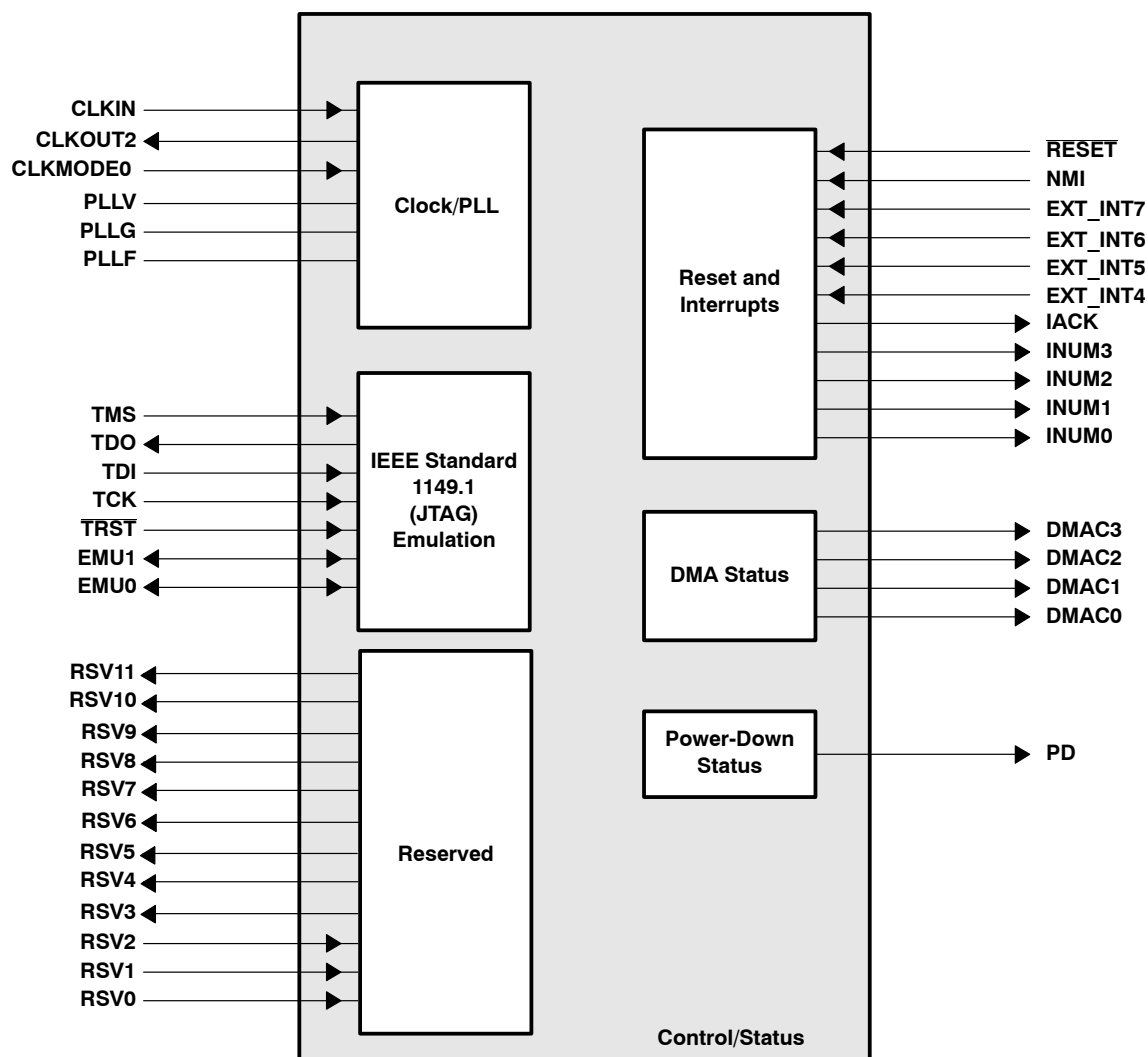 CLKIN
CLKOUT2
CLKMODE0
PLLV
PLLG
PLLF
Clock/PLL
TMS
TDO
TDI
TCK
TRST
EMU1
EMU0
IEEE Standard
1149.1
(JTAG)
Emulation
RSV11
RSV10
RSV9
RSV8
RSV7
RSV6
RSV5
RSV4
RSV3
RSV2
RSV1
RSV0
Reserved
Reset and
Interrupts
RESET
NMI
EXT_INT7
EXT_INT6
EXT_INT5
EXT_INT4
IACK
INUM3
INUM2
INUM1
INUM0
DMA Status
DMAC3
DMAC2
DMAC1
DMAC0
Power-Down
Status
PD
Control/Status